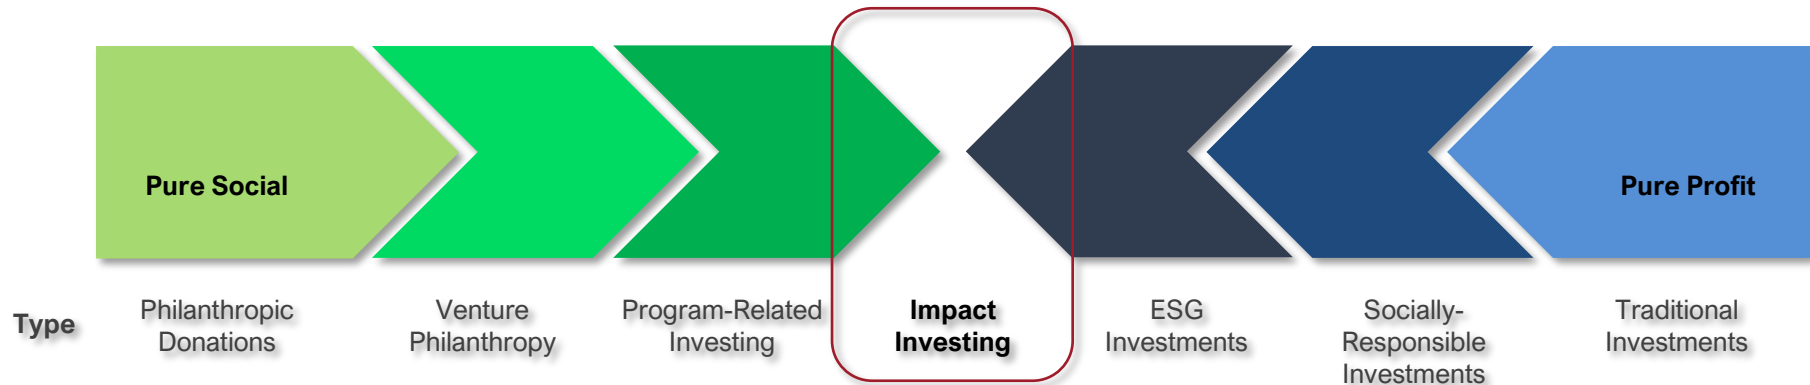 Pure Social
Pure Profit
Type
Philanthropic
Donations
Venture
Philanthropy
Program-Related
Investing
Impact
Investing
ESG
Investments
Socially-
Responsible
Investments
Traditional
Investments